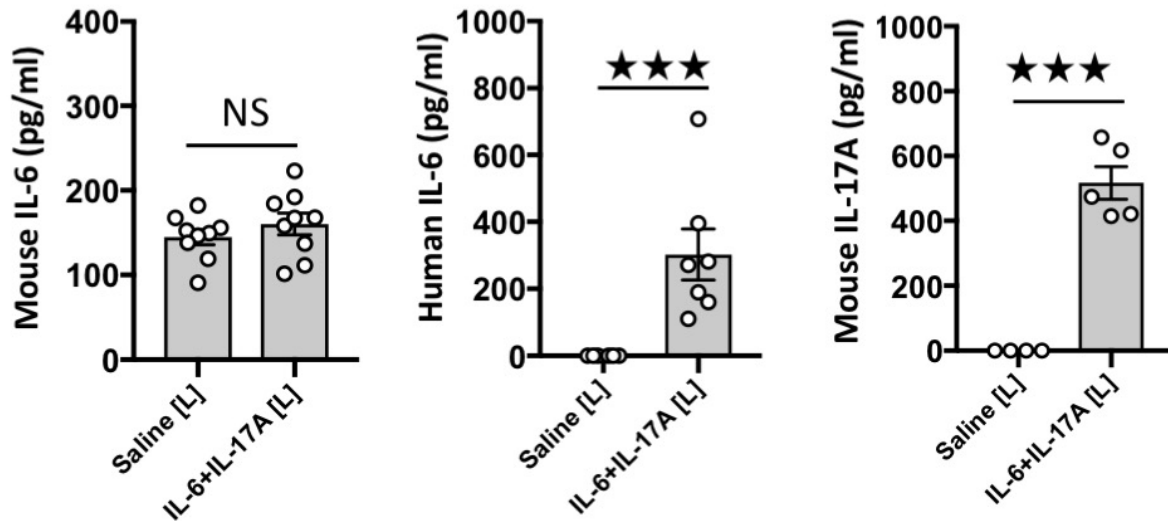 Mouse IL-6 (pg/ml)
400
300
200
100
0
NS
Saline [L]
IL-6+IL-17A [L]
Human IL-6 (pg/ml)
1000
800
600
400
200
0
★★★
Saline [L]
IL-6+IL-17A [L]
Mouse IL-17A (pg/ml)
1000
800
600
400
200
0
★★★
Saline [L]
IL-6+IL-17A [L]